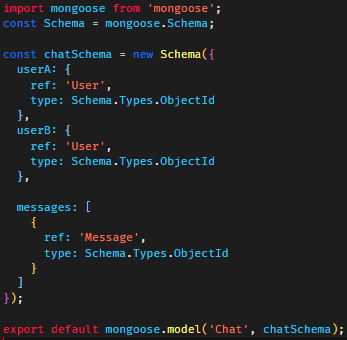 import mongoose from 'mongoose';
const Schema = mongoose.Schema;
const chatSchema = new Schema({
  userA: {
    ref: 'User',
    type: Schema.Types.ObjectId
  },
  userB: {
    ref: 'User',
    type: Schema.Types.ObjectId
  },
  messages: [
    {
      ref: 'Message',
      type: Schema.Types.ObjectId
    }
  ]
});
export default mongoose.model('Chat', chatSchema);